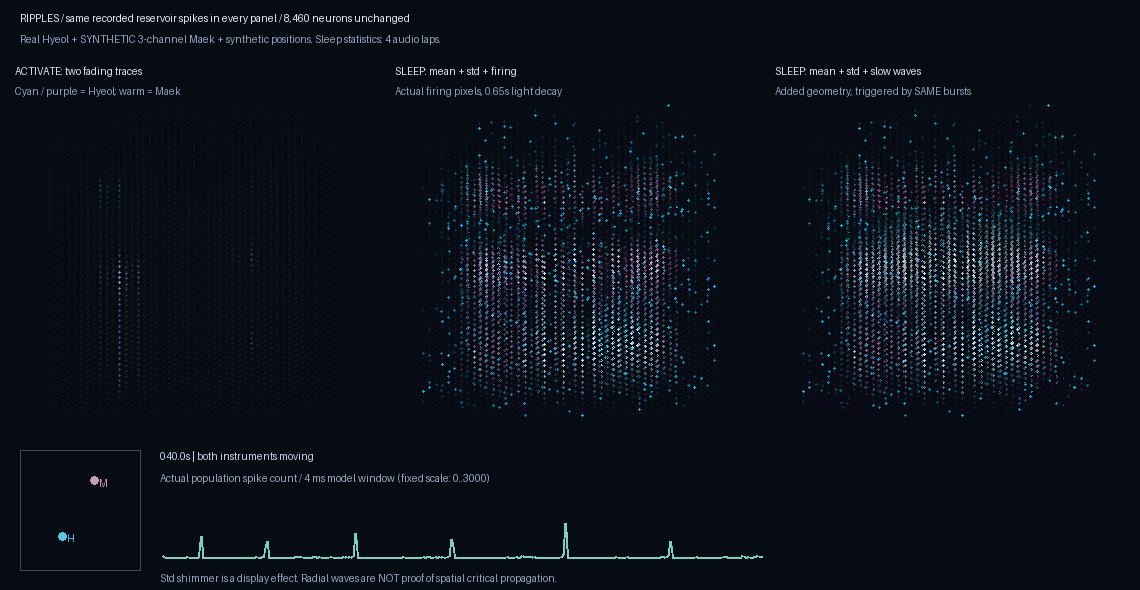 RIPPLES / same recorded reservoir spikes in every panel / 8,460 neurons unchanged
Real Hyeol + SYNTHETIC 3-channel Maek + synthetic positions. Sleep statistics: 4 audio laps.
ACTIVATE: two fading traces
Cyan / purple = Hyeol; warm = Maek
SLEEP: mean + std + firing
Actual firing pixels, 0.65s light decay
SLEEP: mean + std + slow waves
Added geometry, triggered by SAME bursts
M
H
040.0s | both instruments moving
Actual population spike count / 4 ms model window (fixed scale: 0..3000)
Std shimmer is a display effect. Radial waves are NOT proof of spatial critical propagation.